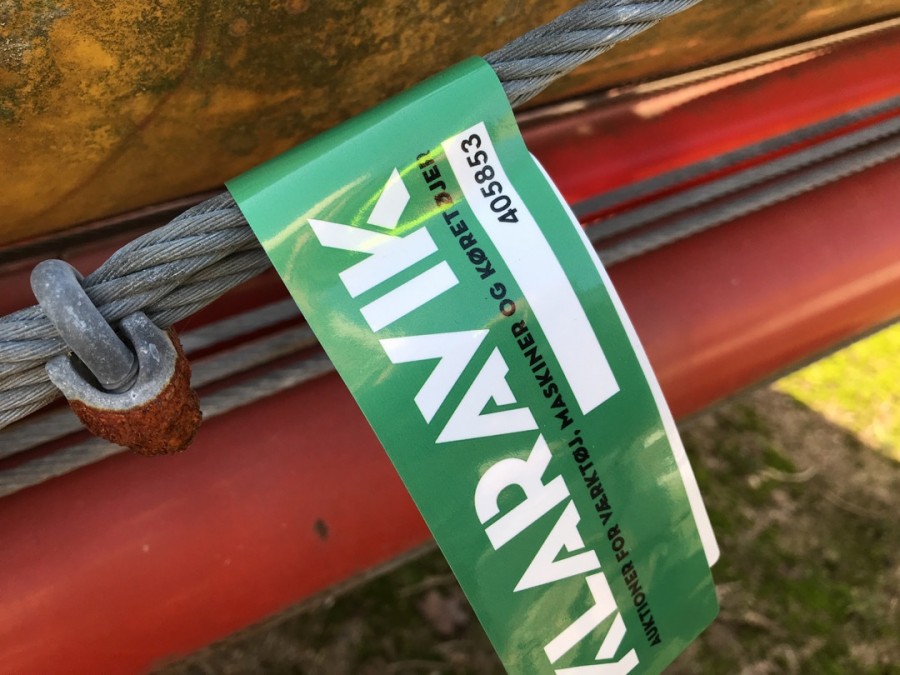 KLARAVIK
AUKTIONER FOR VÆRKTØJ, MASKINER OG KØRETØJER
405853